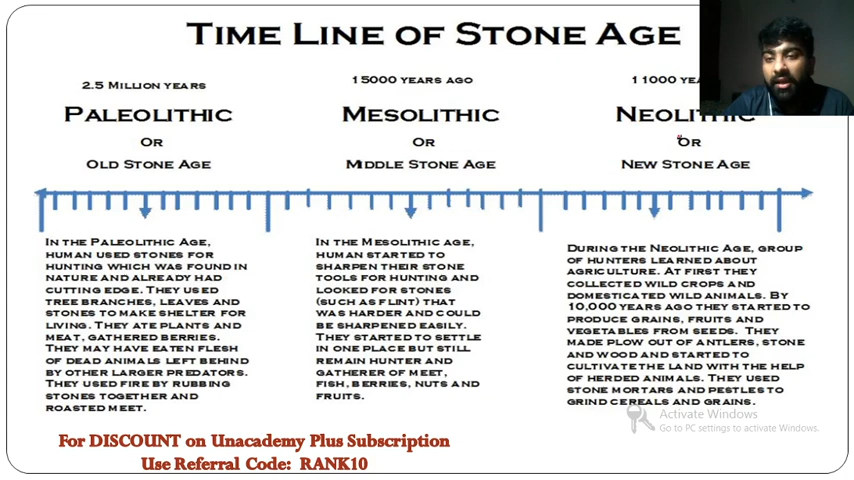 TIME LINE OF STONE AGE
2.5 MILLION YEARS
PALEOLITHIC
OR
OLD STONE AGE
15000 YEARS AGO
MESOLITHIC
OR
MIDDLE STONE AGE
11000
NEOLITHIC
OR
NEW STONE AGE
IN THE PALEOLITHIC AGE,
HUMAN USED STONES FOR
HUNTING WHICH WAS FOUND IN
NATURE AND ALREADY HAD
CUTTING EDGE. THEY USED
TREE BRANCHES, LEAVES AND
STONES TO MAKE SHELTER FOR
LIVING. THEY ATE PLANTS AND
MEAT, GATHERED BERRIES.
THEY MAY HAVE EATEN FLESH
OF DEAD ANIMALS LEFT BEHIND
BY OTHER LARGER PREDATORS.
THEY USED FIRE BY RUBBING
STONES TOGETHER AND
ROASTED MEET.
IN THE MESOLITHIC AGE,
HUMAN STARTED TO
SHARPEN THEIR STONE
TOOLS FOR HUNTING AND
LOOKED FOR STONES
(SUCH AS FLINT) THAT
WAS HARDER AND COULD
BE SHARPENED EASILY.
THEY STARTED TO SETTLE
IN ONE PLACE BUT STILL
REMAIN HUNTER AND
GATHERER OF MEET,
FISH, BERRIES, NUTS AND
FRUITS.
DURING THE NEOLITHIC AGE, GROUP
OF HUNTERS LEARNED ABOUT
AGRICULTURE. AT FIRST THEY
COLLECTED WILD CROPS AND
DOMESTICATED WILD ANIMALS. BY
10,000 YEARS AGO THEY STARTED TO
PRODUCE GRAINS, FRUITS AND
VEGETABLES FROM SEEDS. THEY
MADE PLOW OUT OF ANTLERS, STONE
AND WOOD AND STARTED TO
CULTIVATE THE LAND WITH THE HELP
OF HERDED ANIMALS. THEY USED
STONE MORTARS AND PESTLES TO
GRIND CEREALS AND GRAINS.
Activate Windows
Go to PC settings to activate Windows.
For DISCOUNT on Unacademy Plus Subscription
Use Referral Code: RANK10